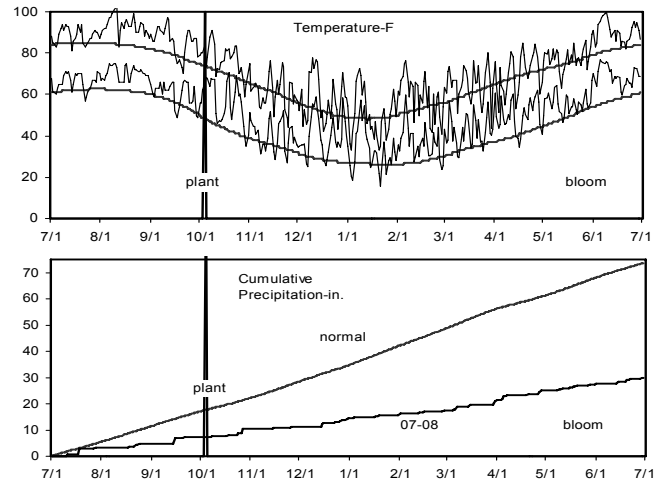 Temperature-F
100
80
60
40
20
0
plant
bloom
7/1 8/1 9/1 10/1 11/1 12/1 1/1 2/1 3/1 4/1 5/1 6/1 7/1
Cumulative
Precipitation-in.
70
60
50
40
30
20
10
0
normal
plant
07-08
bloom
7/1 8/1 9/1 10/1 11/1 12/1 1/1 2/1 3/1 4/1 5/1 6/1 7/1